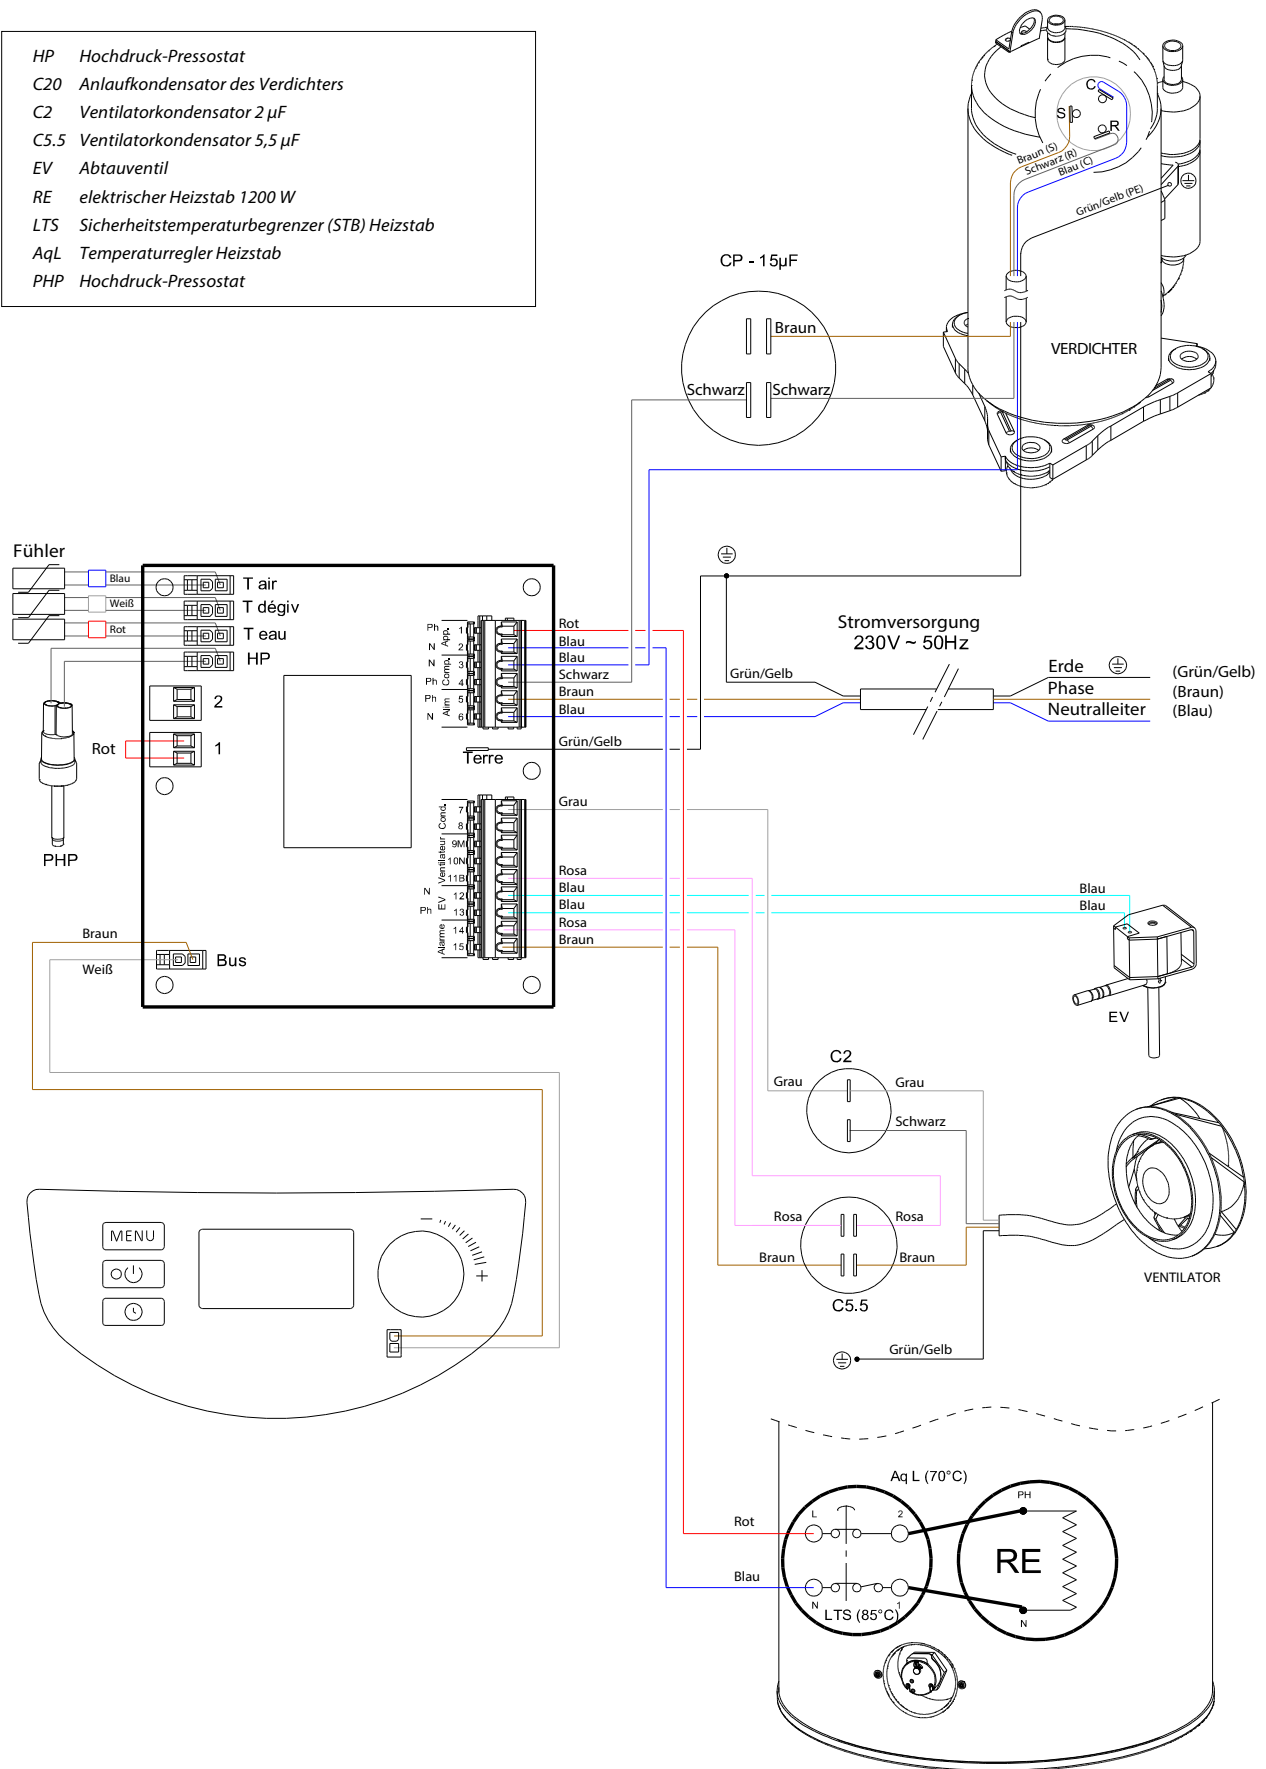 HP Hochdruck-Pressostat
C20 Anlaufkondensator des Verdichters
C2 Ventilatorkondensator 2 µF
C5.5 Ventilatorkondensator 5,5 µF
EV Abtauventil
RE elektrischer Heizstab 1200 W
LTS Sicherheitstemperaturbegrenzer (STB) Heizstab
AqL Temperaturregler Heizstab
PHP Hochdruck-Pressostat
C
S
R
Braun (S)
Schwarz (R)
Blau (C)
Grün/Gelb (PE)
CP - 15µF
Braun
Schwarz
Schwarz
VERDICHTER
Fühler
Blau
T air
Weiß
T dégiv
Rot
T eau
HP
2
1
Rot
PHP
Ph 1
N 2
App.
N 3
Ph 4
Comp.
Ph 5
N 6
Alim
Rot
Blau
Blau
Schwarz
Braun
Blau
Grün/Gelb
Terre
Grün/Gelb
Stromversorgung
230V ~ 50Hz
Erde (Grün/Gelb)
Phase (Braun)
Neutralleiter (Blau)
7
8
Cond.
9M
10N
11B
Ventilateur
N 12
Ph 13
EV
14
15
Alarme
Grau
Rosa
Blau
Blau
Rosa
Braun
Blau
Blau
EV
Braun
Weiß
Bus
C2
Grau
Grau
Schwarz
Rosa
Rosa
Braun
Braun
C5.5
Grün/Gelb
VENTILATOR
MENU
Aq L (70°C)
Rot
L
2
PH
RE
Blau
N
1
LTS (85°C)
N